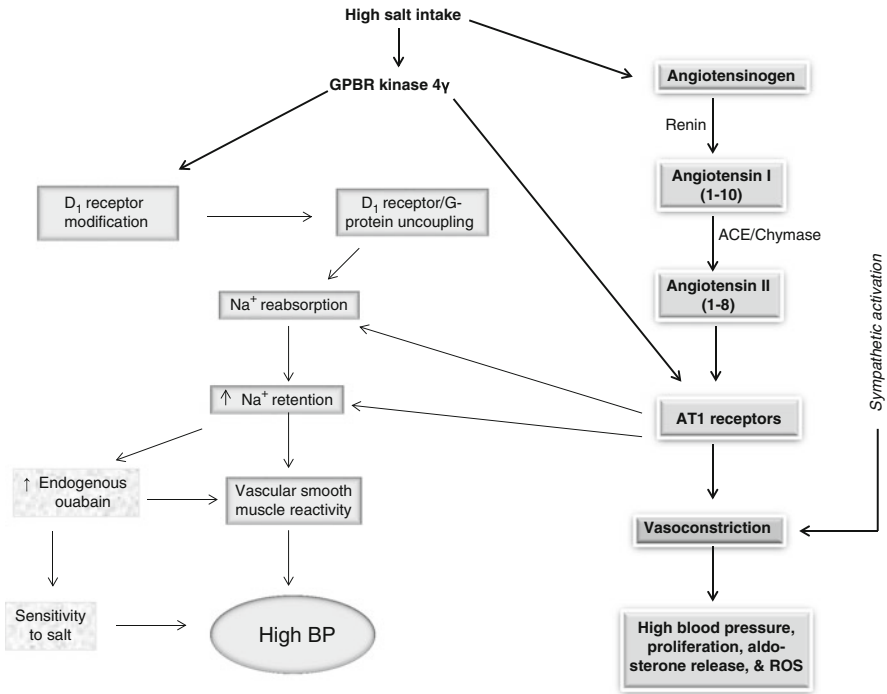 High salt intake
GPBR kinase 4γ
Angiotensinogen
Renin
D₁ receptor
modification
D₁ receptor/G-
protein uncoupling
Angiotensin I
(1-10)
ACE/Chymase
Na⁺ reabsorption
Angiotensin II
(1-8)
Sympathetic activation
↑ Na⁺ retention
AT1 receptors
↑ Endogenous
ouabain
Vascular smooth
muscle reactivity
Vasoconstriction
Sensitivity
to salt
High BP
High blood pressure,
proliferation, aldo-
sterone release, & ROS